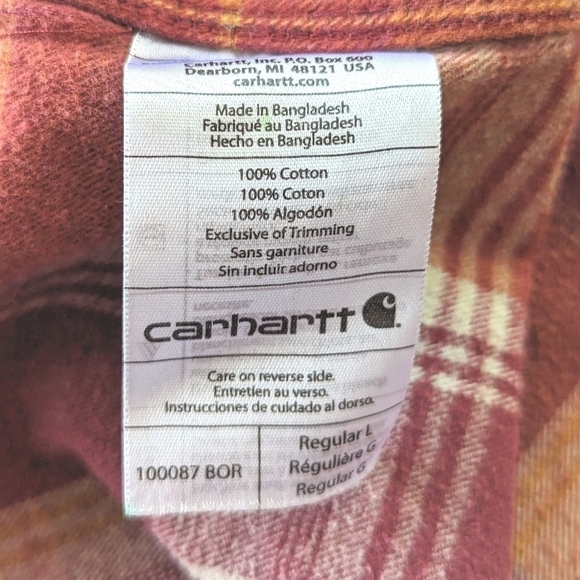 Carhartt, Inc. P.O. Box 600
Dearborn, MI 48121 USA
carhartt.com
Made in Bangladesh
Fabriqué au Bangladesh
Hecho en Bangladesh
100% Cotton
100% Coton
100% Algodón
Exclusive of Trimming
Sans garniture
Sin incluir adorno
carhartt
Care on reverse side.
Entretien au verso.
Instrucciones de cuidado al dorso.
100087 BOR
Regular L
Régulière G
Regular G